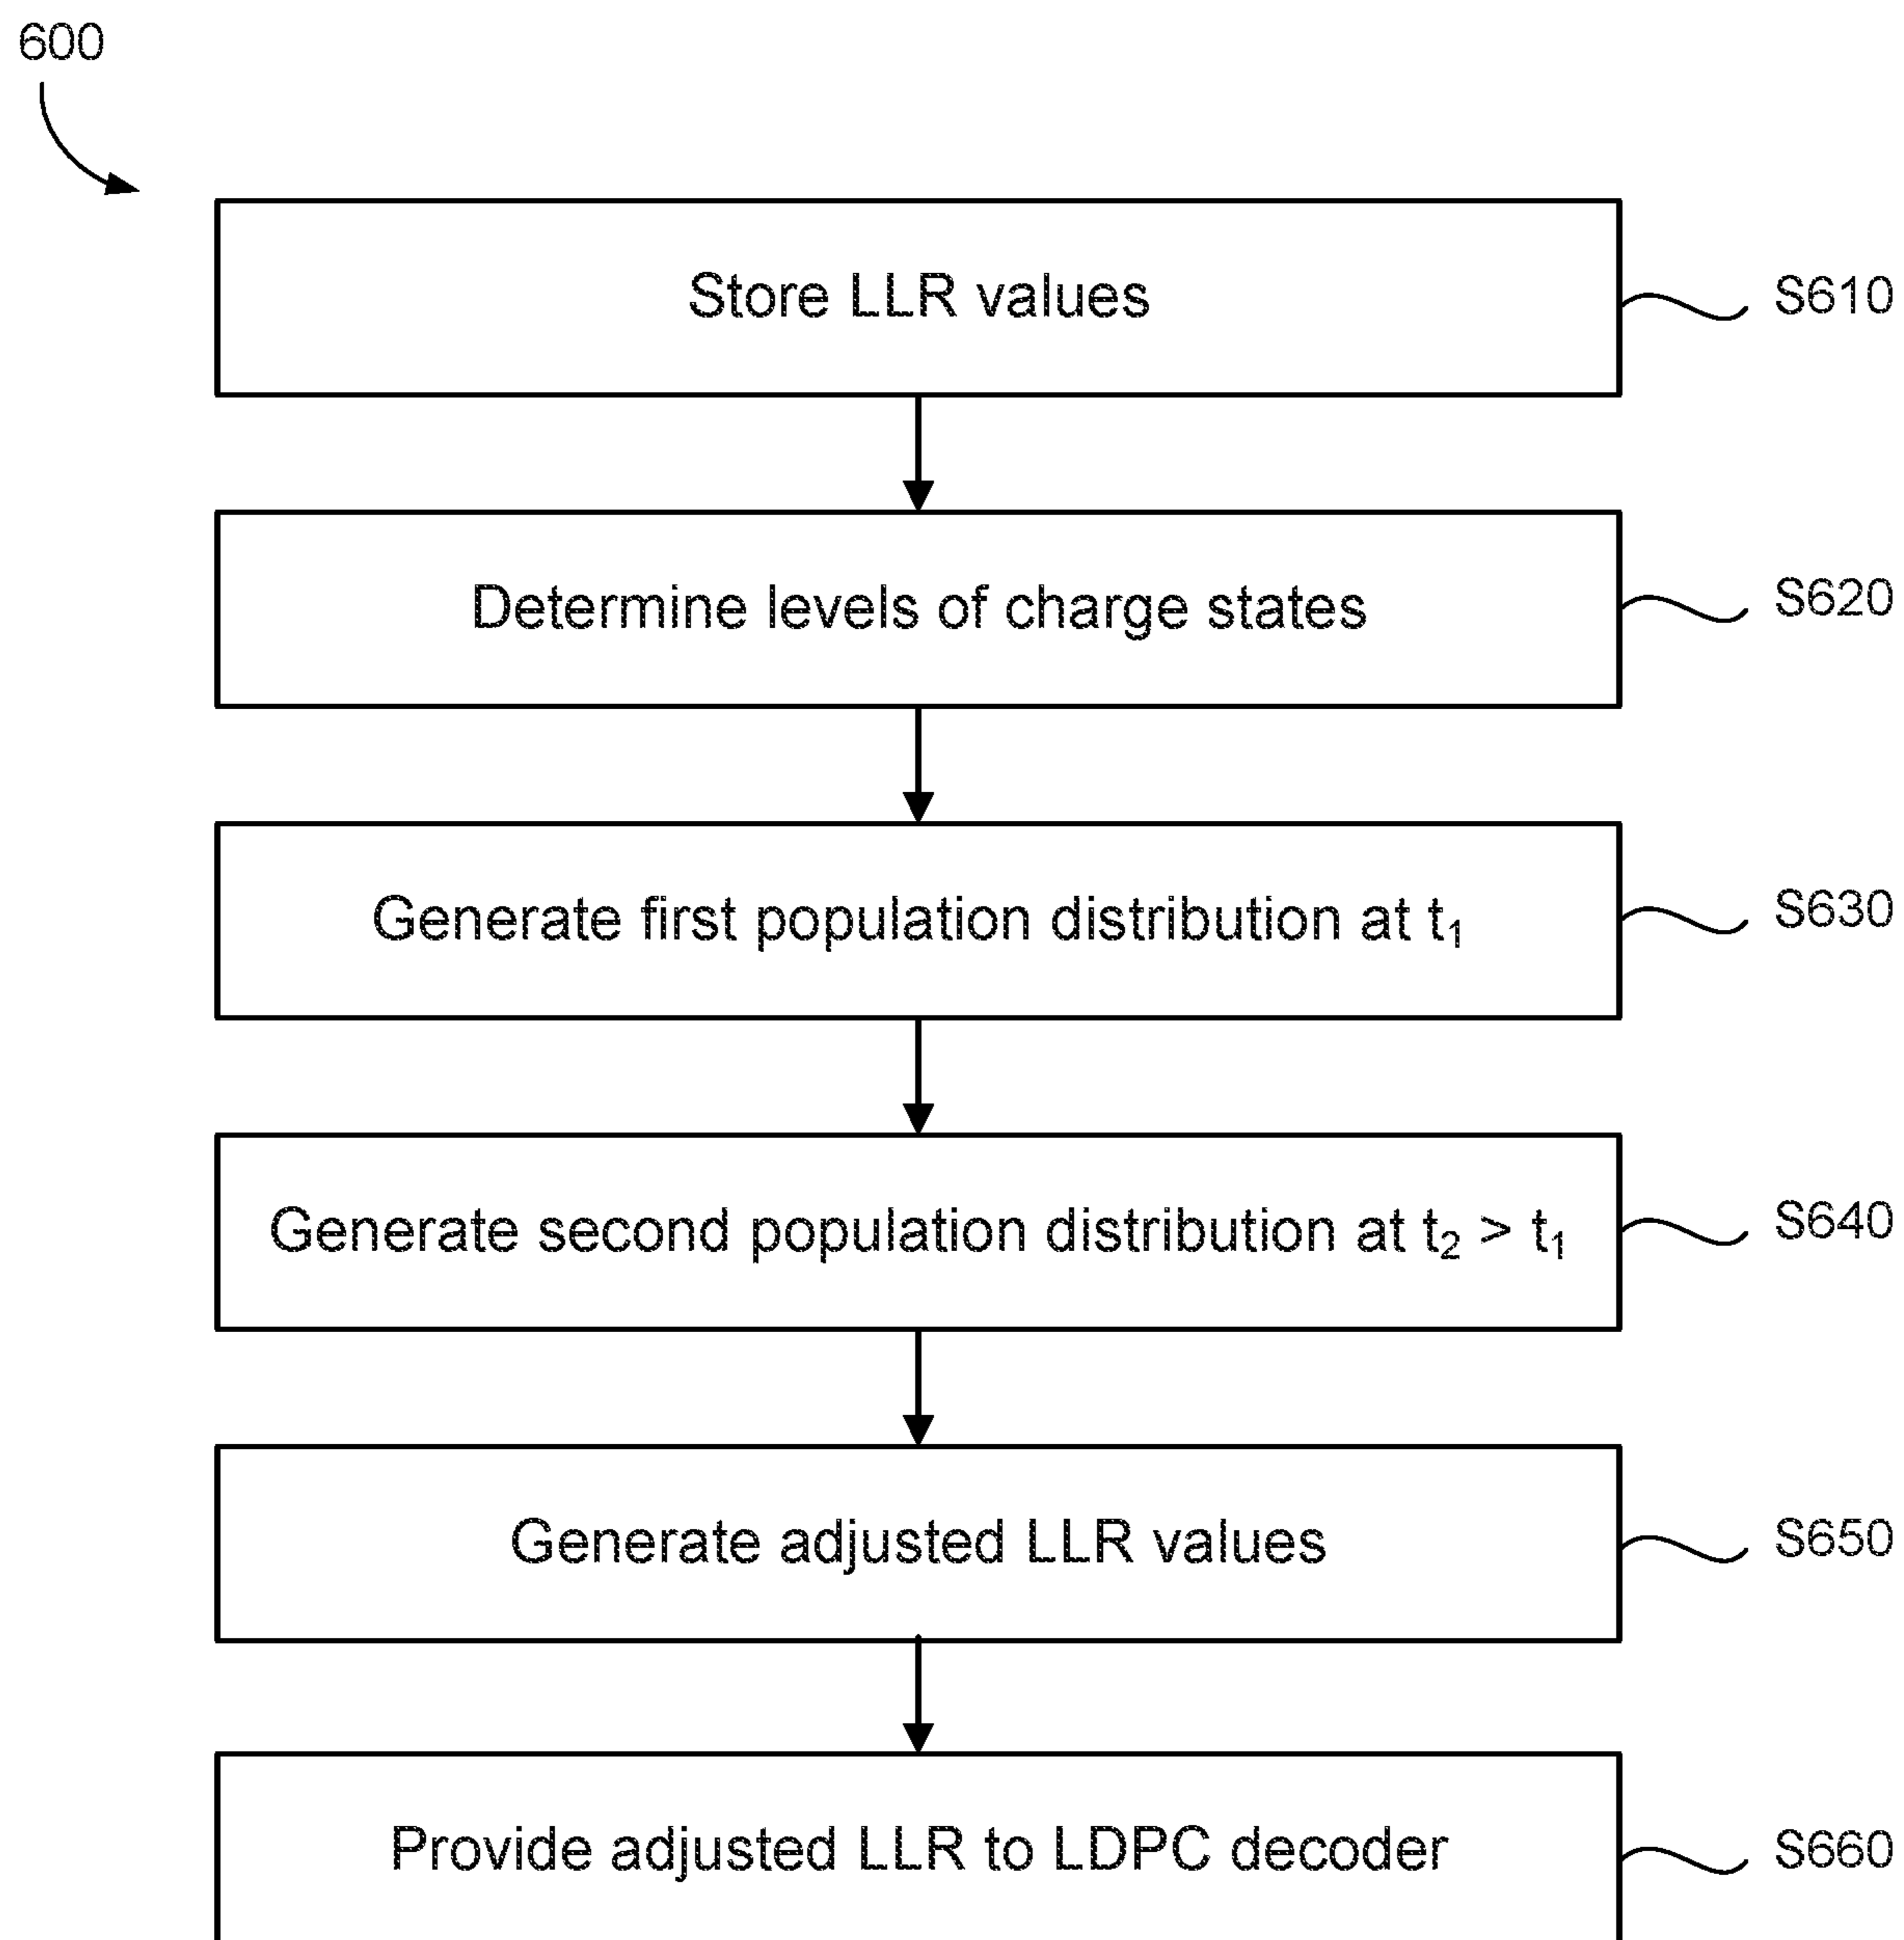 600
Store LLR values
S610
Determine levels of charge states
S620
Generate first population distribution at t₁
S630
Generate second population distribution at t₂ > t₁
S640
Generate adjusted LLR values
S650
Provide adjusted LLR to LDPC decoder
S660